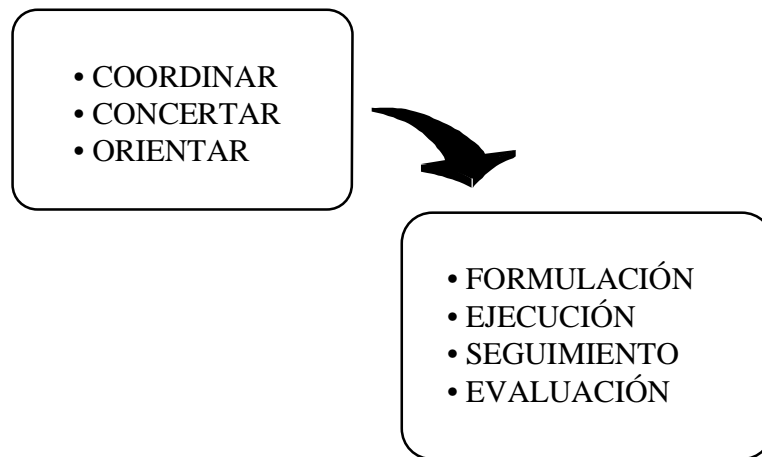 • COORDINAR
• CONCERTAR
• ORIENTAR
• FORMULACIÓN
• EJECUCIÓN
• SEGUIMIENTO
• EVALUACIÓN